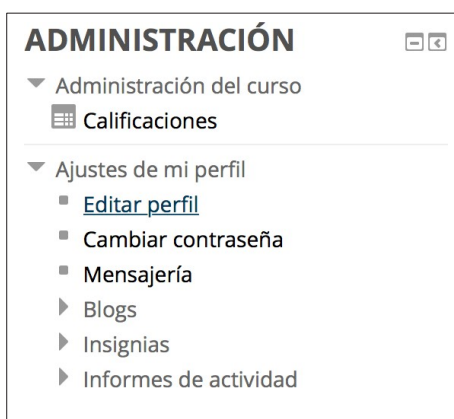 ADMINISTRACIÓN
Administración del curso
Calificaciones
Ajustes de mi perfil
Editar perfil
Cambiar contraseña
Mensajería
Blogs
Insignias
Informes de actividad